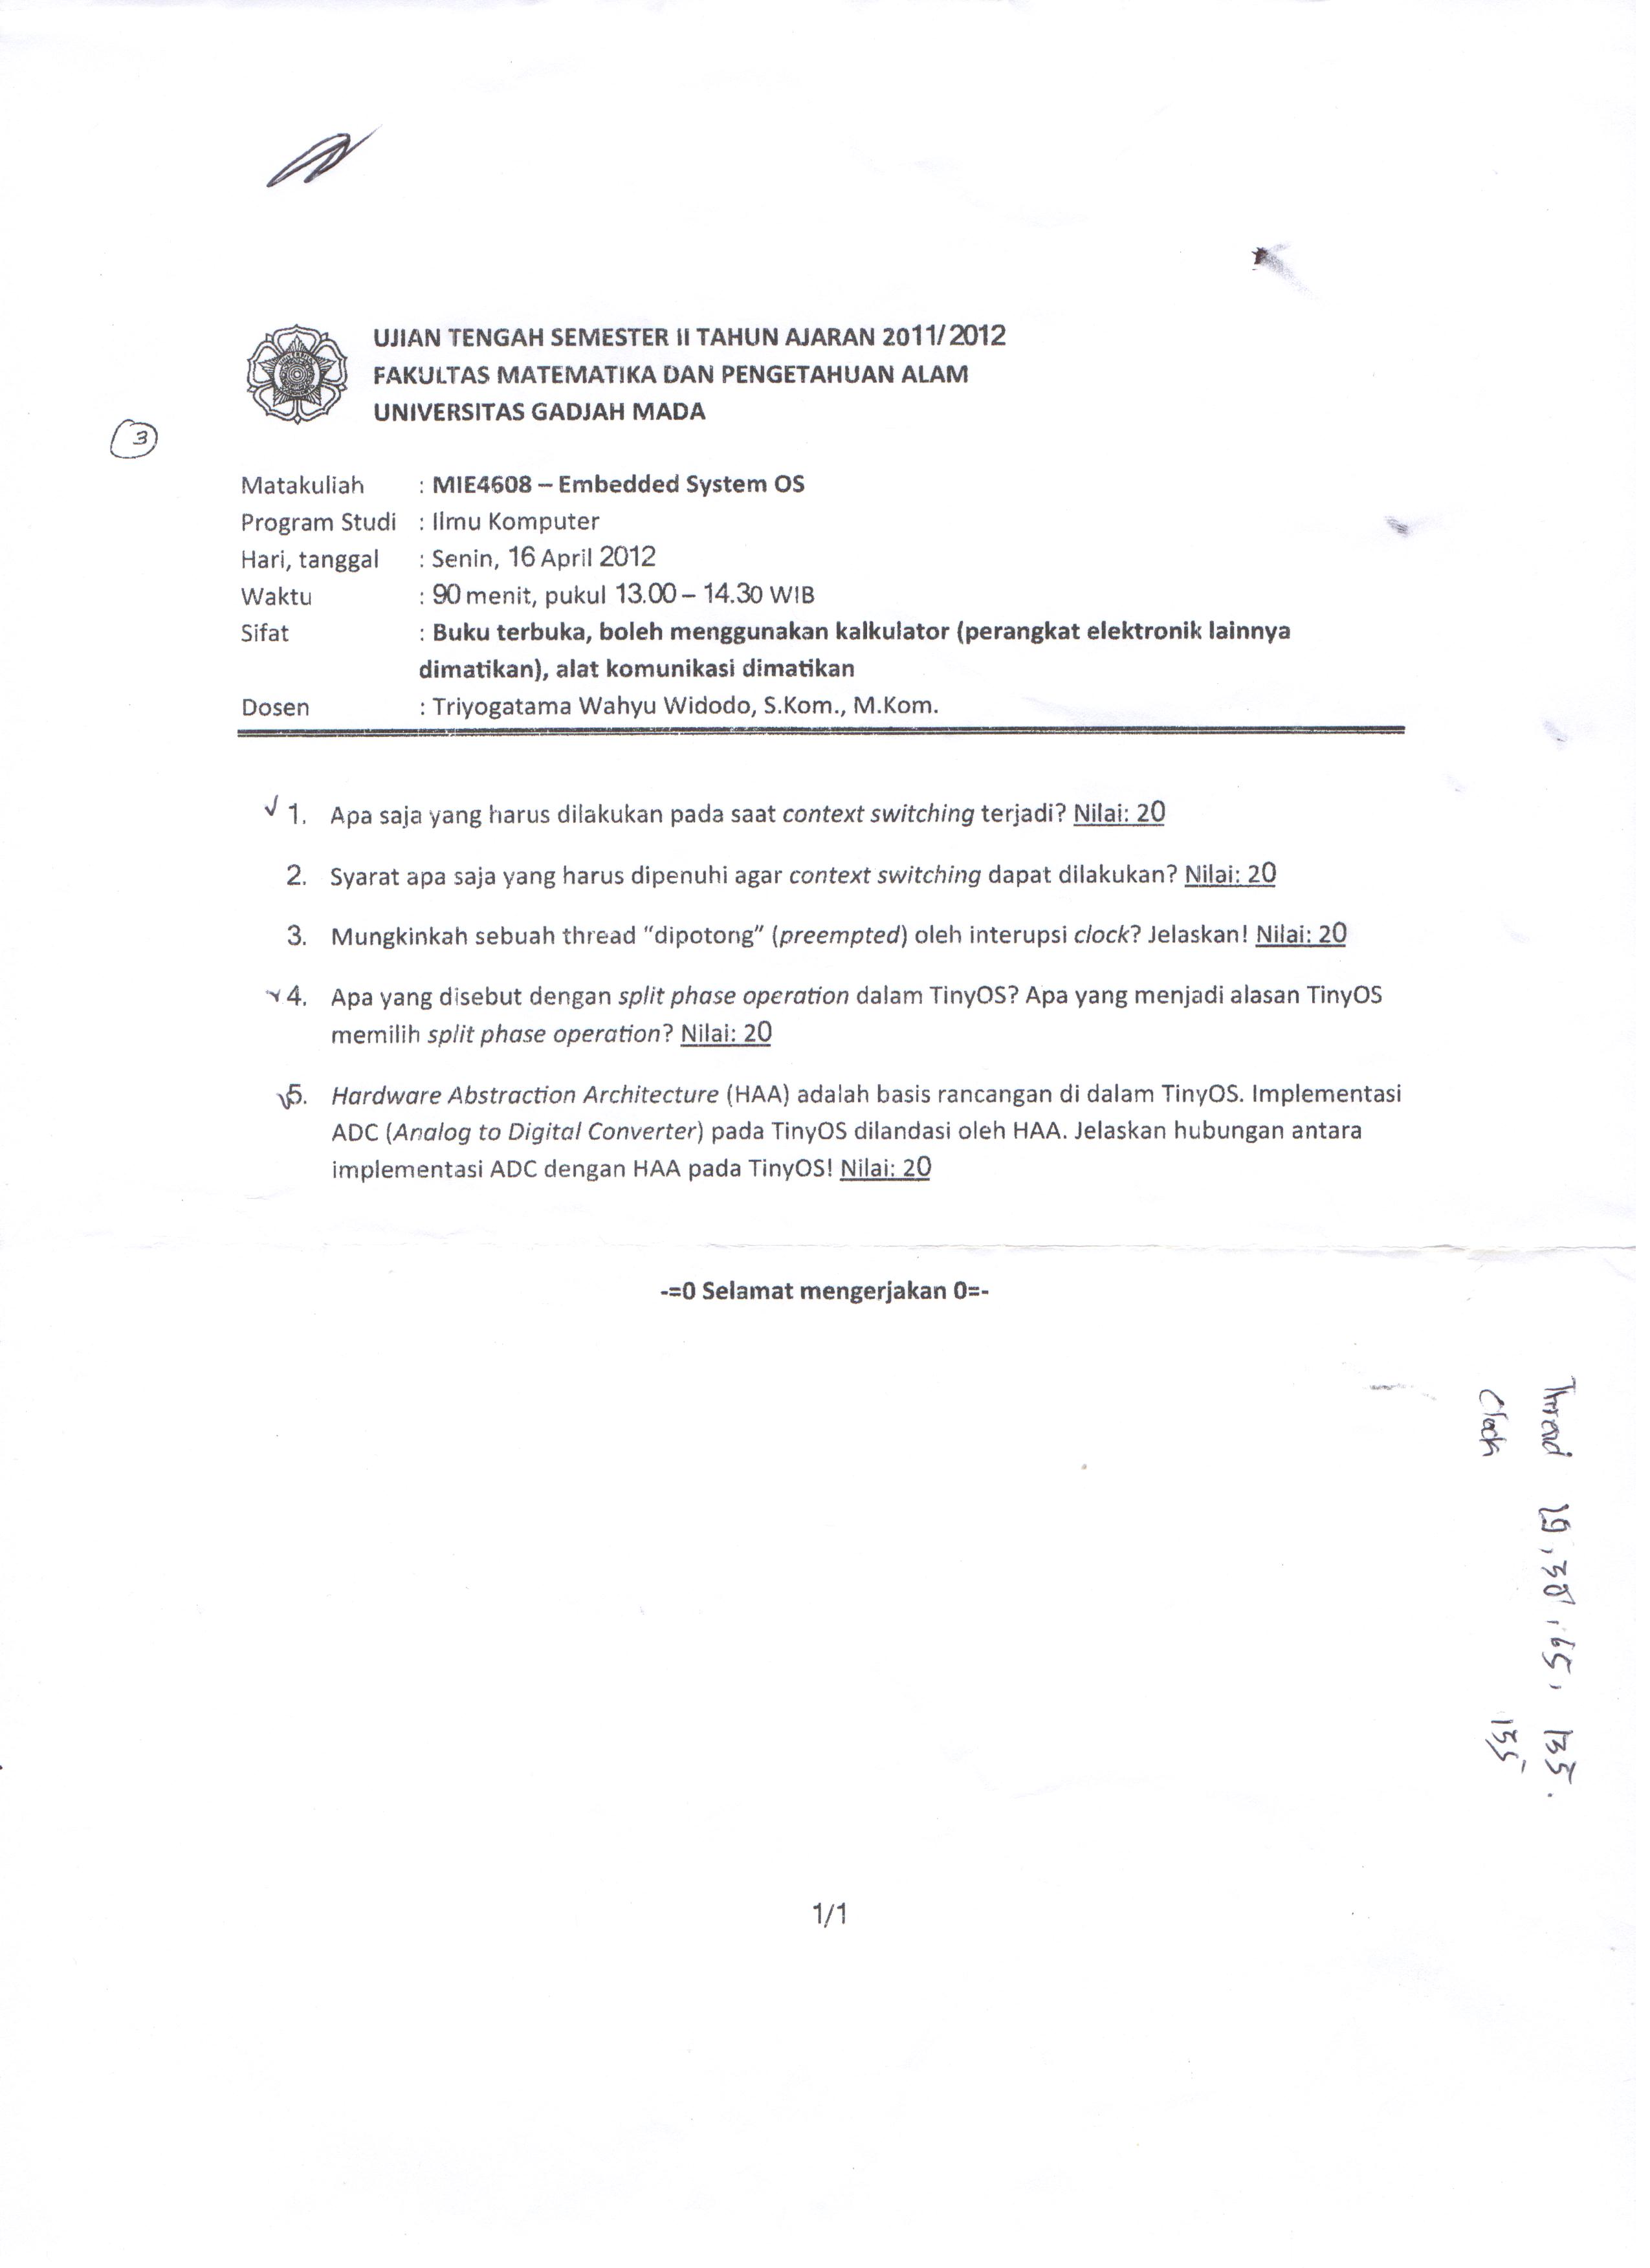 UJIAN TENGAH SEMESTER II TAHUN AJARAN 2011/2012
FAKULTAS MATEMATIKA DAN PENGETAHUAN ALAM
UNIVERSITAS GADJAH MADA
3
Matakuliah : MIE4608 – Embedded System OS
Program Studi : Ilmu Komputer
Hari, tanggal : Senin, 16 April 2012
Waktu : 90 menit, pukul 13.00 – 14.30 WIB
Sifat : Buku terbuka, boleh menggunakan kalkulator (perangkat elektronik lainnya
dimatikan), alat komunikasi dimatikan
Dosen : Triyogatama Wahyu Widodo, S.Kom., M.Kom.
1. Apa saja yang harus dilakukan pada saat context switching terjadi? Nilai: 20
2. Syarat apa saja yang harus dipenuhi agar context switching dapat dilakukan? Nilai: 20
3. Mungkinkah sebuah thread "dipotong" (preempted) oleh interupsi clock? Jelaskan! Nilai: 20
4. Apa yang disebut dengan split phase operation dalam TinyOS? Apa yang menjadi alasan TinyOS
memilih split phase operation? Nilai: 20
5. Hardware Abstraction Architecture (HAA) adalah basis rancangan di dalam TinyOS. Implementasi
ADC (Analog to Digital Converter) pada TinyOS dilandasi oleh HAA. Jelaskan hubungan antara
implementasi ADC dengan HAA pada TinyOS! Nilai: 20
-=0 Selamat mengerjakan 0=-
Thread , 38, 65, 135.
Clock 135
1/1